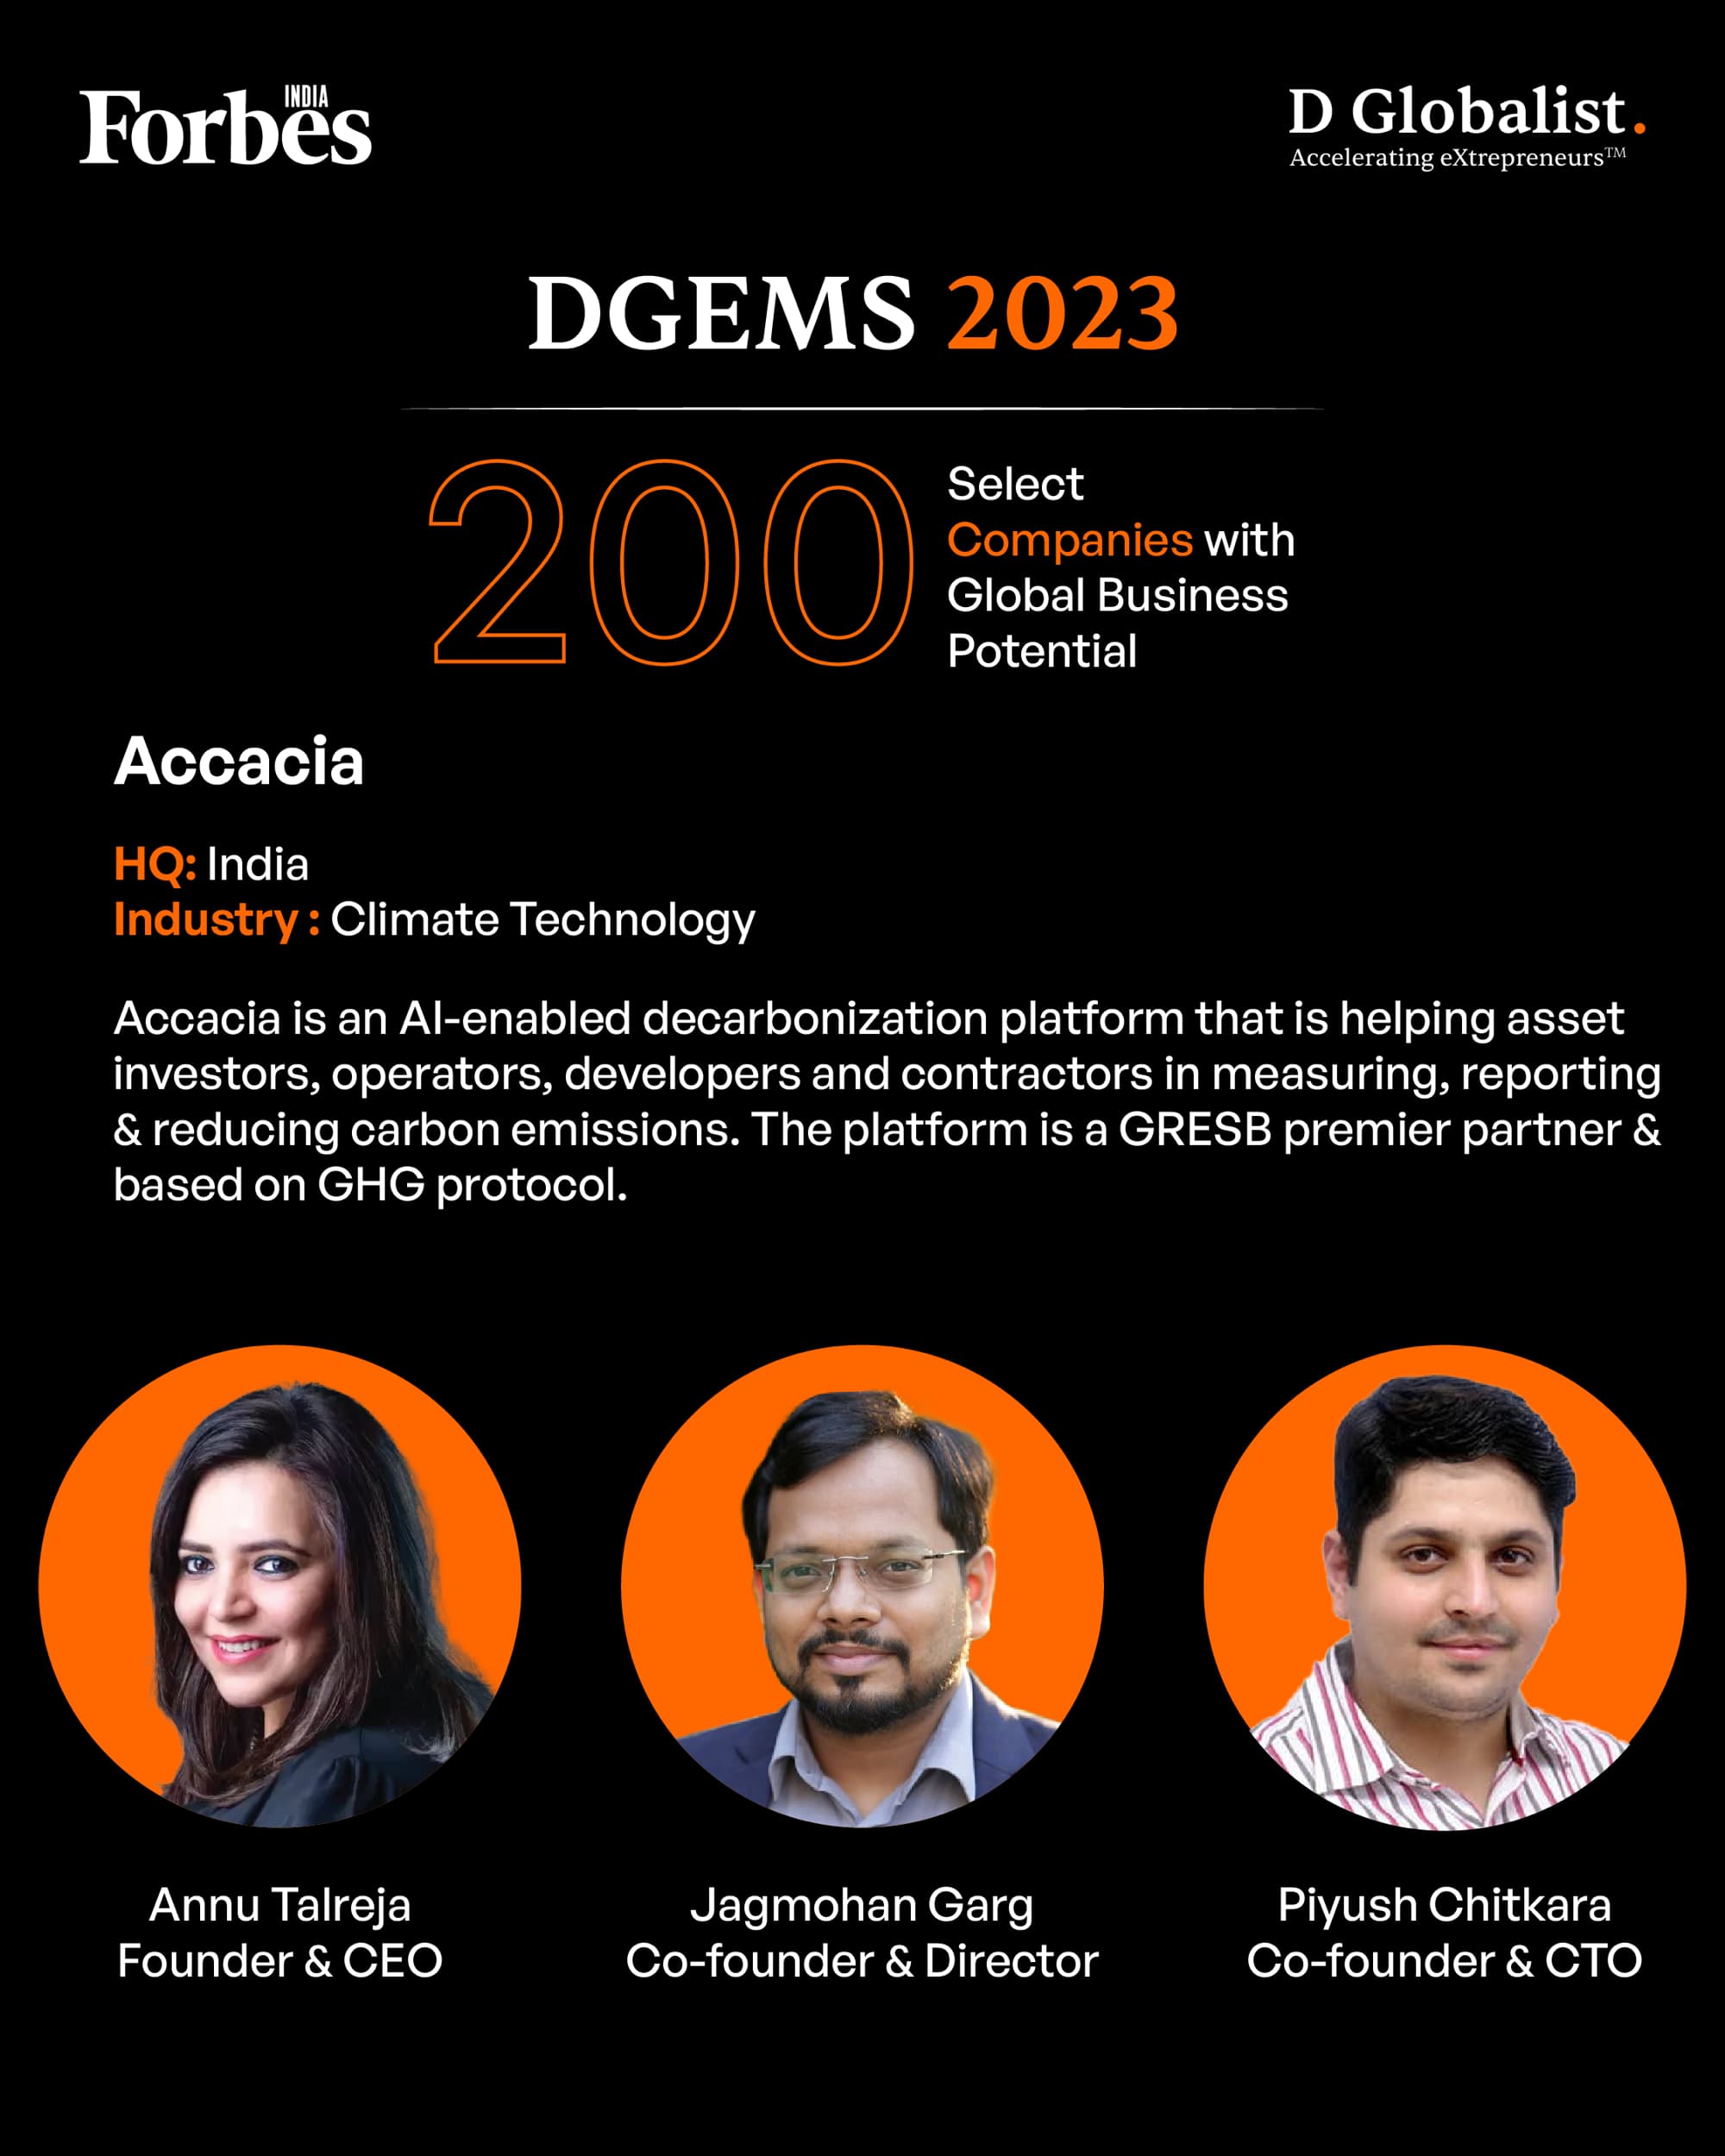 Forbes INDIA
D Globalist.
Accelerating eXtrepreneurs™
DGEMS 2023
200
Select
Companies with
Global Business
Potential
Accacia
HQ: India
Industry : Climate Technology
Accacia is an AI-enabled decarbonization platform that is helping asset
investors, operators, developers and contractors in measuring, reporting
& reducing carbon emissions. The platform is a GRESB premier partner &
based on GHG protocol.
Annu Talreja
Founder & CEO
Jagmohan Garg
Co-founder & Director
Piyush Chitkara
Co-founder & CTO